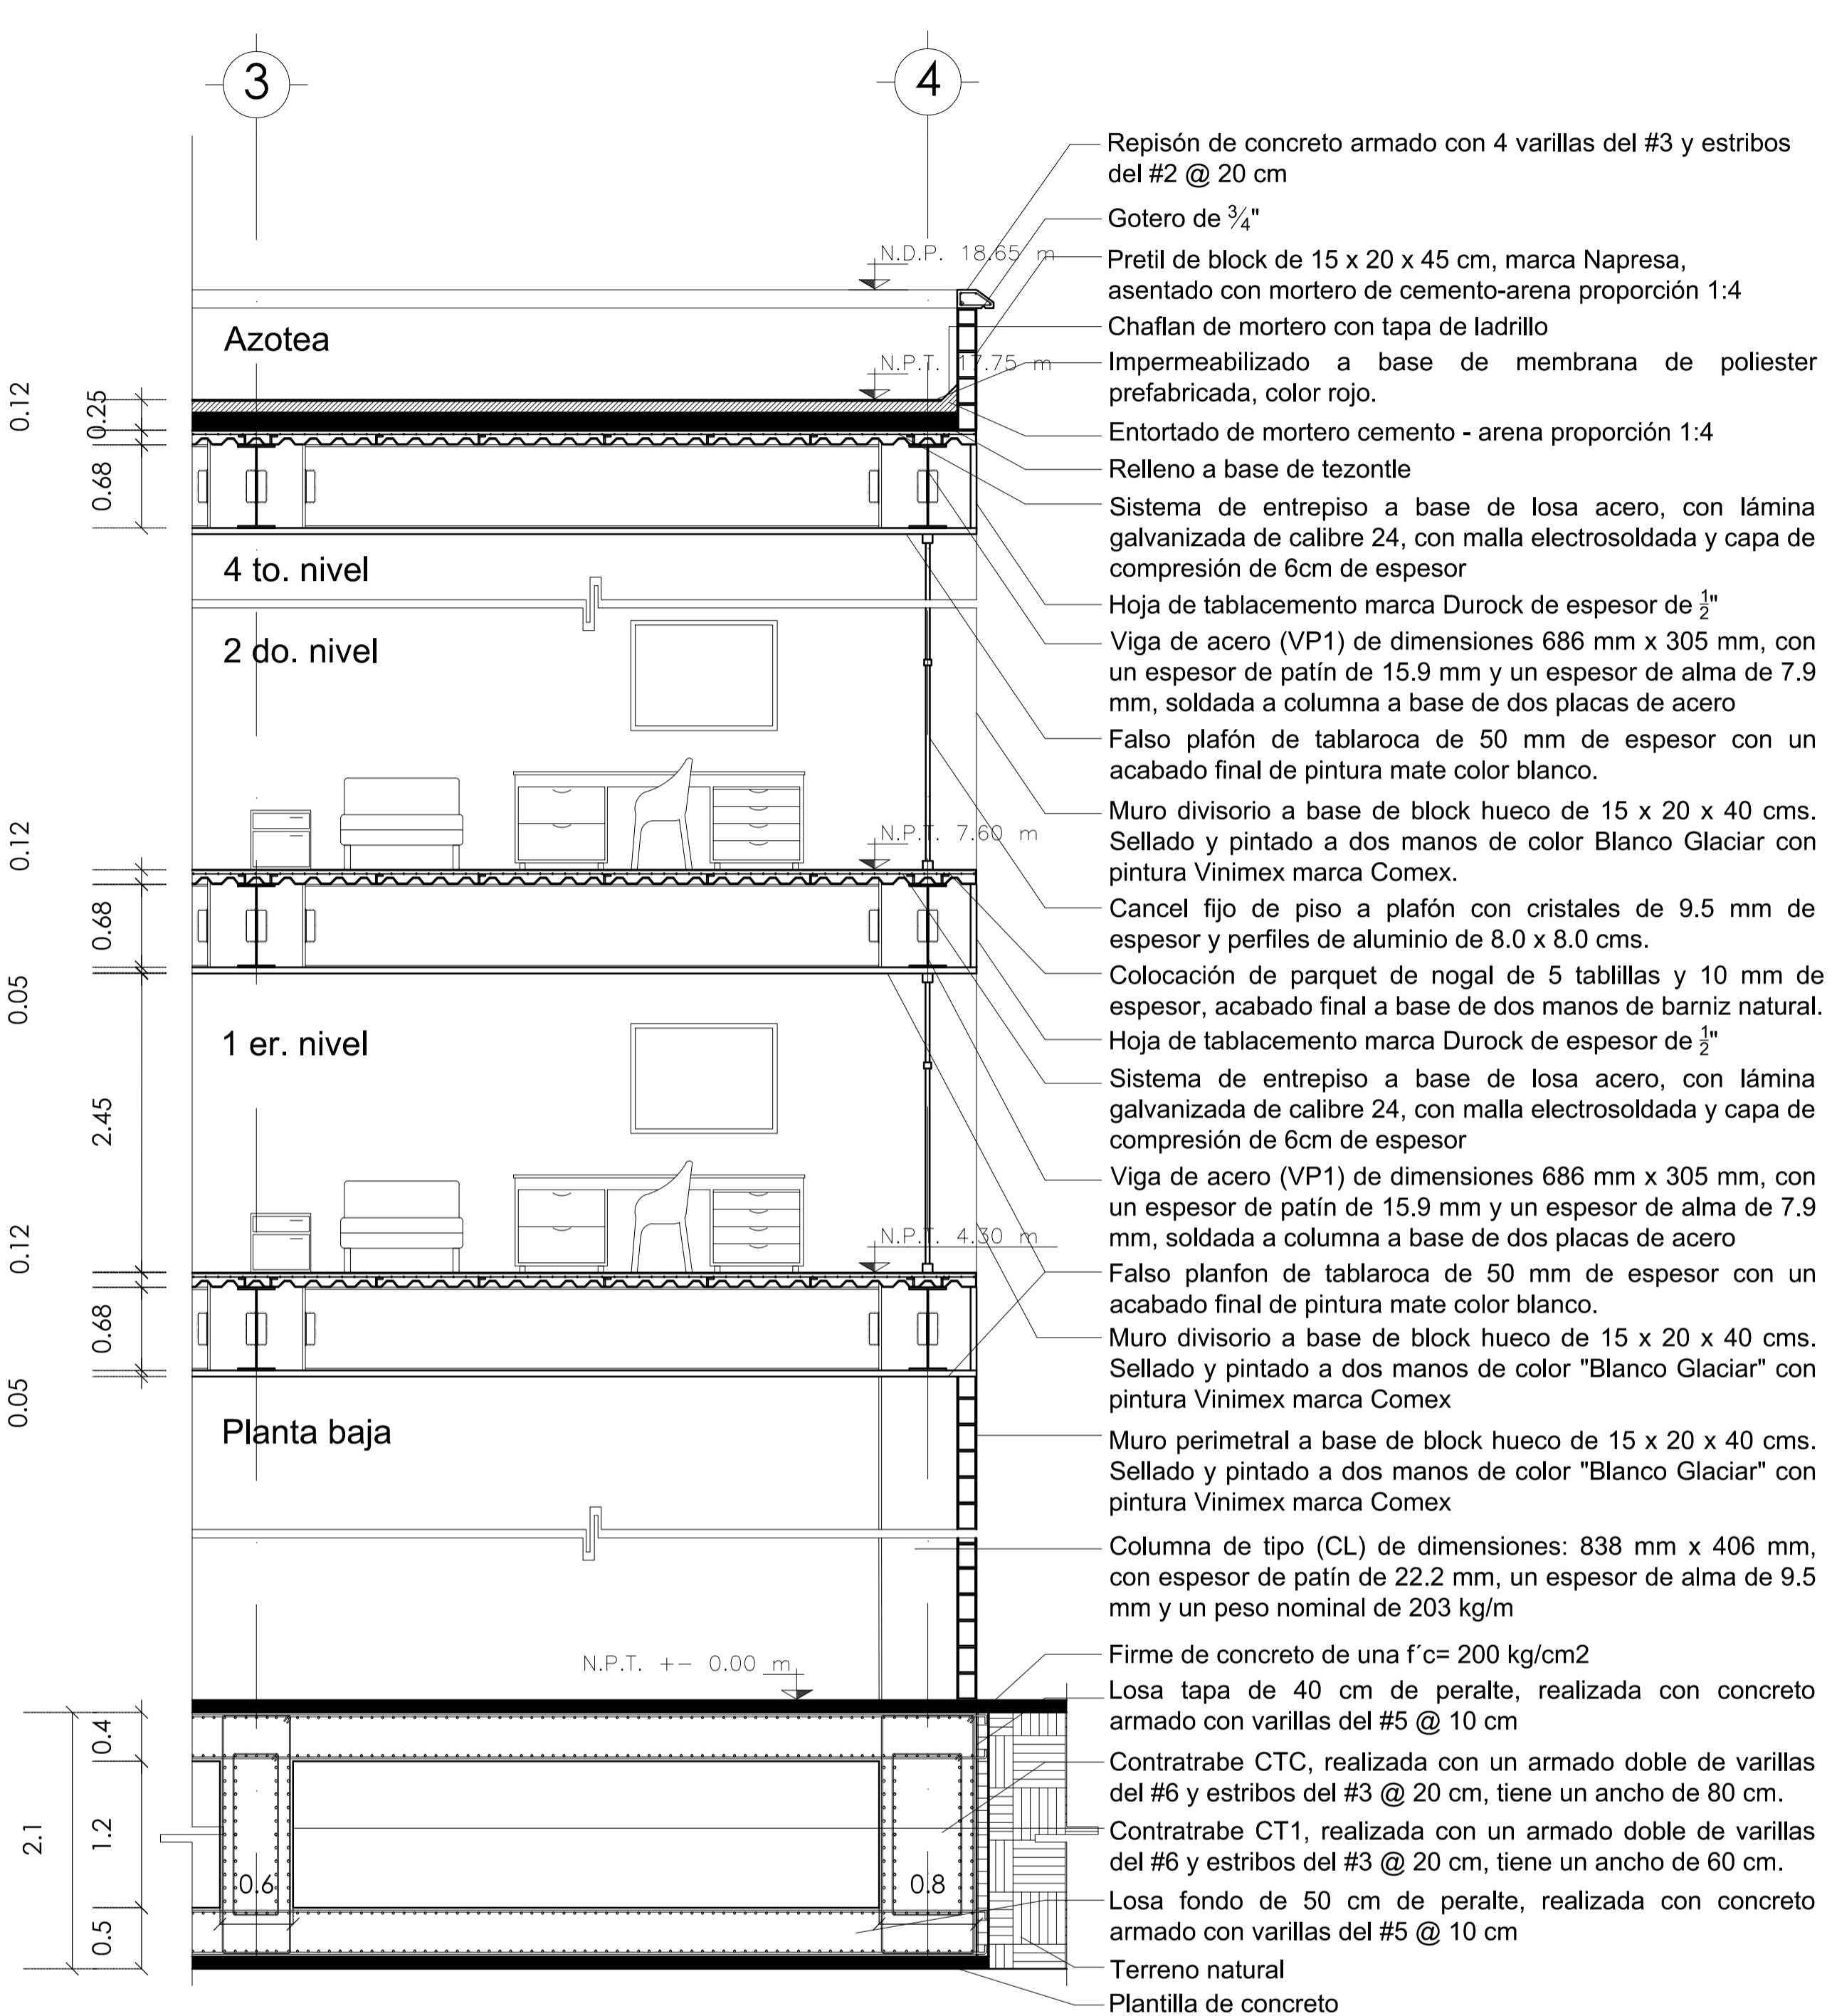 3
4
Repisón de concreto armado con 4 varillas del #3 y estribos
del #2 @ 20 cm
Gotero de ¾"
N.D.P. 18.65 m
Pretil de block de 15 x 20 x 45 cm, marca Napresa,
asentado con mortero de cemento-arena proporción 1:4
Azotea
Chaflan de mortero con tapa de ladrillo
N.P.T. 17.75 m
Impermeabilizado a base de membrana de poliester
prefabricada, color rojo.
0.12
0.25
Entortado de mortero cemento - arena proporción 1:4
Relleno a base de tezontle
0.68
Sistema de entrepiso a base de losa acero, con lámina
galvanizada de calibre 24, con malla electrosoldada y capa de
compresión de 6cm de espesor
4 to. nivel
Hoja de tablacemento marca Durock de espesor de ½"
2 do. nivel
Viga de acero (VP1) de dimensiones 686 mm x 305 mm, con
un espesor de patín de 15.9 mm y un espesor de alma de 7.9
mm, soldada a columna a base de dos placas de acero
Falso plafón de tablaroca de 50 mm de espesor con un
acabado final de pintura mate color blanco.
Muro divisorio a base de block hueco de 15 x 20 x 40 cms.
Sellado y pintado a dos manos de color Blanco Glaciar con
pintura Vinimex marca Comex.
0.12
N.P.T. 7.60 m
0.68
Cancel fijo de piso a plafón con cristales de 9.5 mm de
espesor y perfiles de aluminio de 8.0 x 8.0 cms.
0.05
Colocación de parquet de nogal de 5 tablillas y 10 mm de
espesor, acabado final a base de dos manos de barniz natural.
1 er. nivel
Hoja de tablacemento marca Durock de espesor de ½"
2.45
Sistema de entrepiso a base de losa acero, con lámina
galvanizada de calibre 24, con malla electrosoldada y capa de
compresión de 6cm de espesor
Viga de acero (VP1) de dimensiones 686 mm x 305 mm, con
un espesor de patín de 15.9 mm y un espesor de alma de 7.9
mm, soldada a columna a base de dos placas de acero
0.12
N.P.T. 4.30 m
0.68
Falso planfon de tablaroca de 50 mm de espesor con un
acabado final de pintura mate color blanco.
0.05
Muro divisorio a base de block hueco de 15 x 20 x 40 cms.
Sellado y pintado a dos manos de color "Blanco Glaciar" con
pintura Vinimex marca Comex
Planta baja
Muro perimetral a base de block hueco de 15 x 20 x 40 cms.
Sellado y pintado a dos manos de color "Blanco Glaciar" con
pintura Vinimex marca Comex
Columna de tipo (CL) de dimensiones: 838 mm x 406 mm,
con espesor de patín de 22.2 mm, un espesor de alma de 9.5
mm y un peso nominal de 203 kg/m
N.P.T. +- 0.00 m
Firme de concreto de una f´c= 200 kg/cm2
Losa tapa de 40 cm de peralte, realizada con concreto
armado con varillas del #5 @ 10 cm
0.4
Contratrabe CTC, realizada con un armado doble de varillas
del #6 y estribos del #3 @ 20 cm, tiene un ancho de 80 cm.
2.1
1.2
Contratrabe CT1, realizada con un armado doble de varillas
del #6 y estribos del #3 @ 20 cm, tiene un ancho de 60 cm.
0.6
0.8
Losa fondo de 50 cm de peralte, realizada con concreto
armado con varillas del #5 @ 10 cm
0.5
Terreno natural
Plantilla de concreto